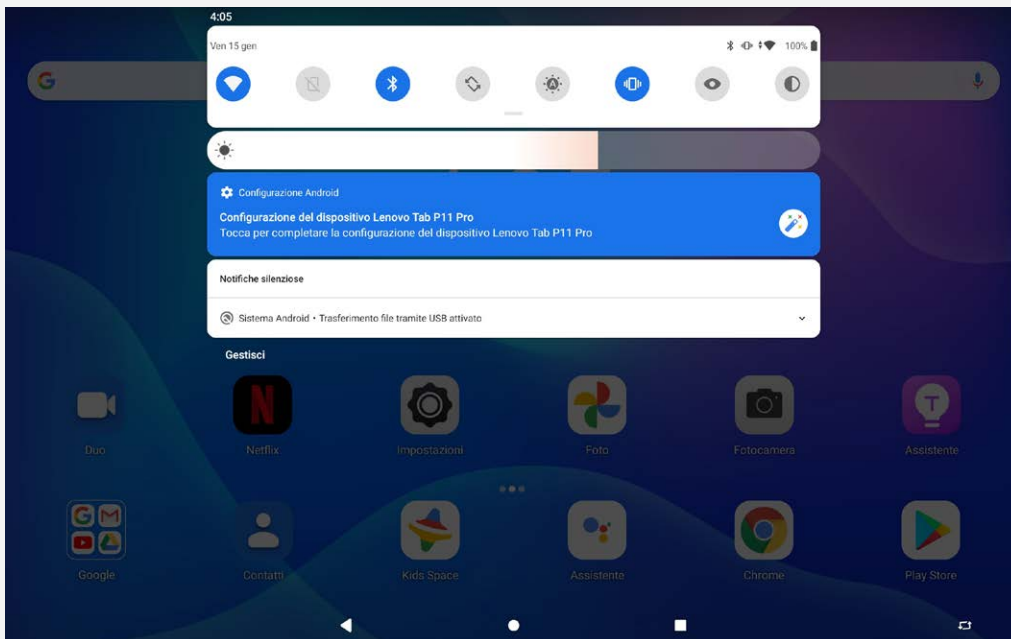 4:05
Ven 15 gen
100%
Configurazione Android
Configurazione del dispositivo Lenovo Tab P11 Pro
Tocca per completare la configurazione del dispositivo Lenovo Tab P11 Pro
Notifiche silenziose
Sistema Android • Trasferimento file tramite USB attivato
Gestisci
Duo
Netflix
Impostazioni
Foto
Fotocamera
Assistente
Google
Contatti
Kids Space
Assistente
Chrome
Play Store